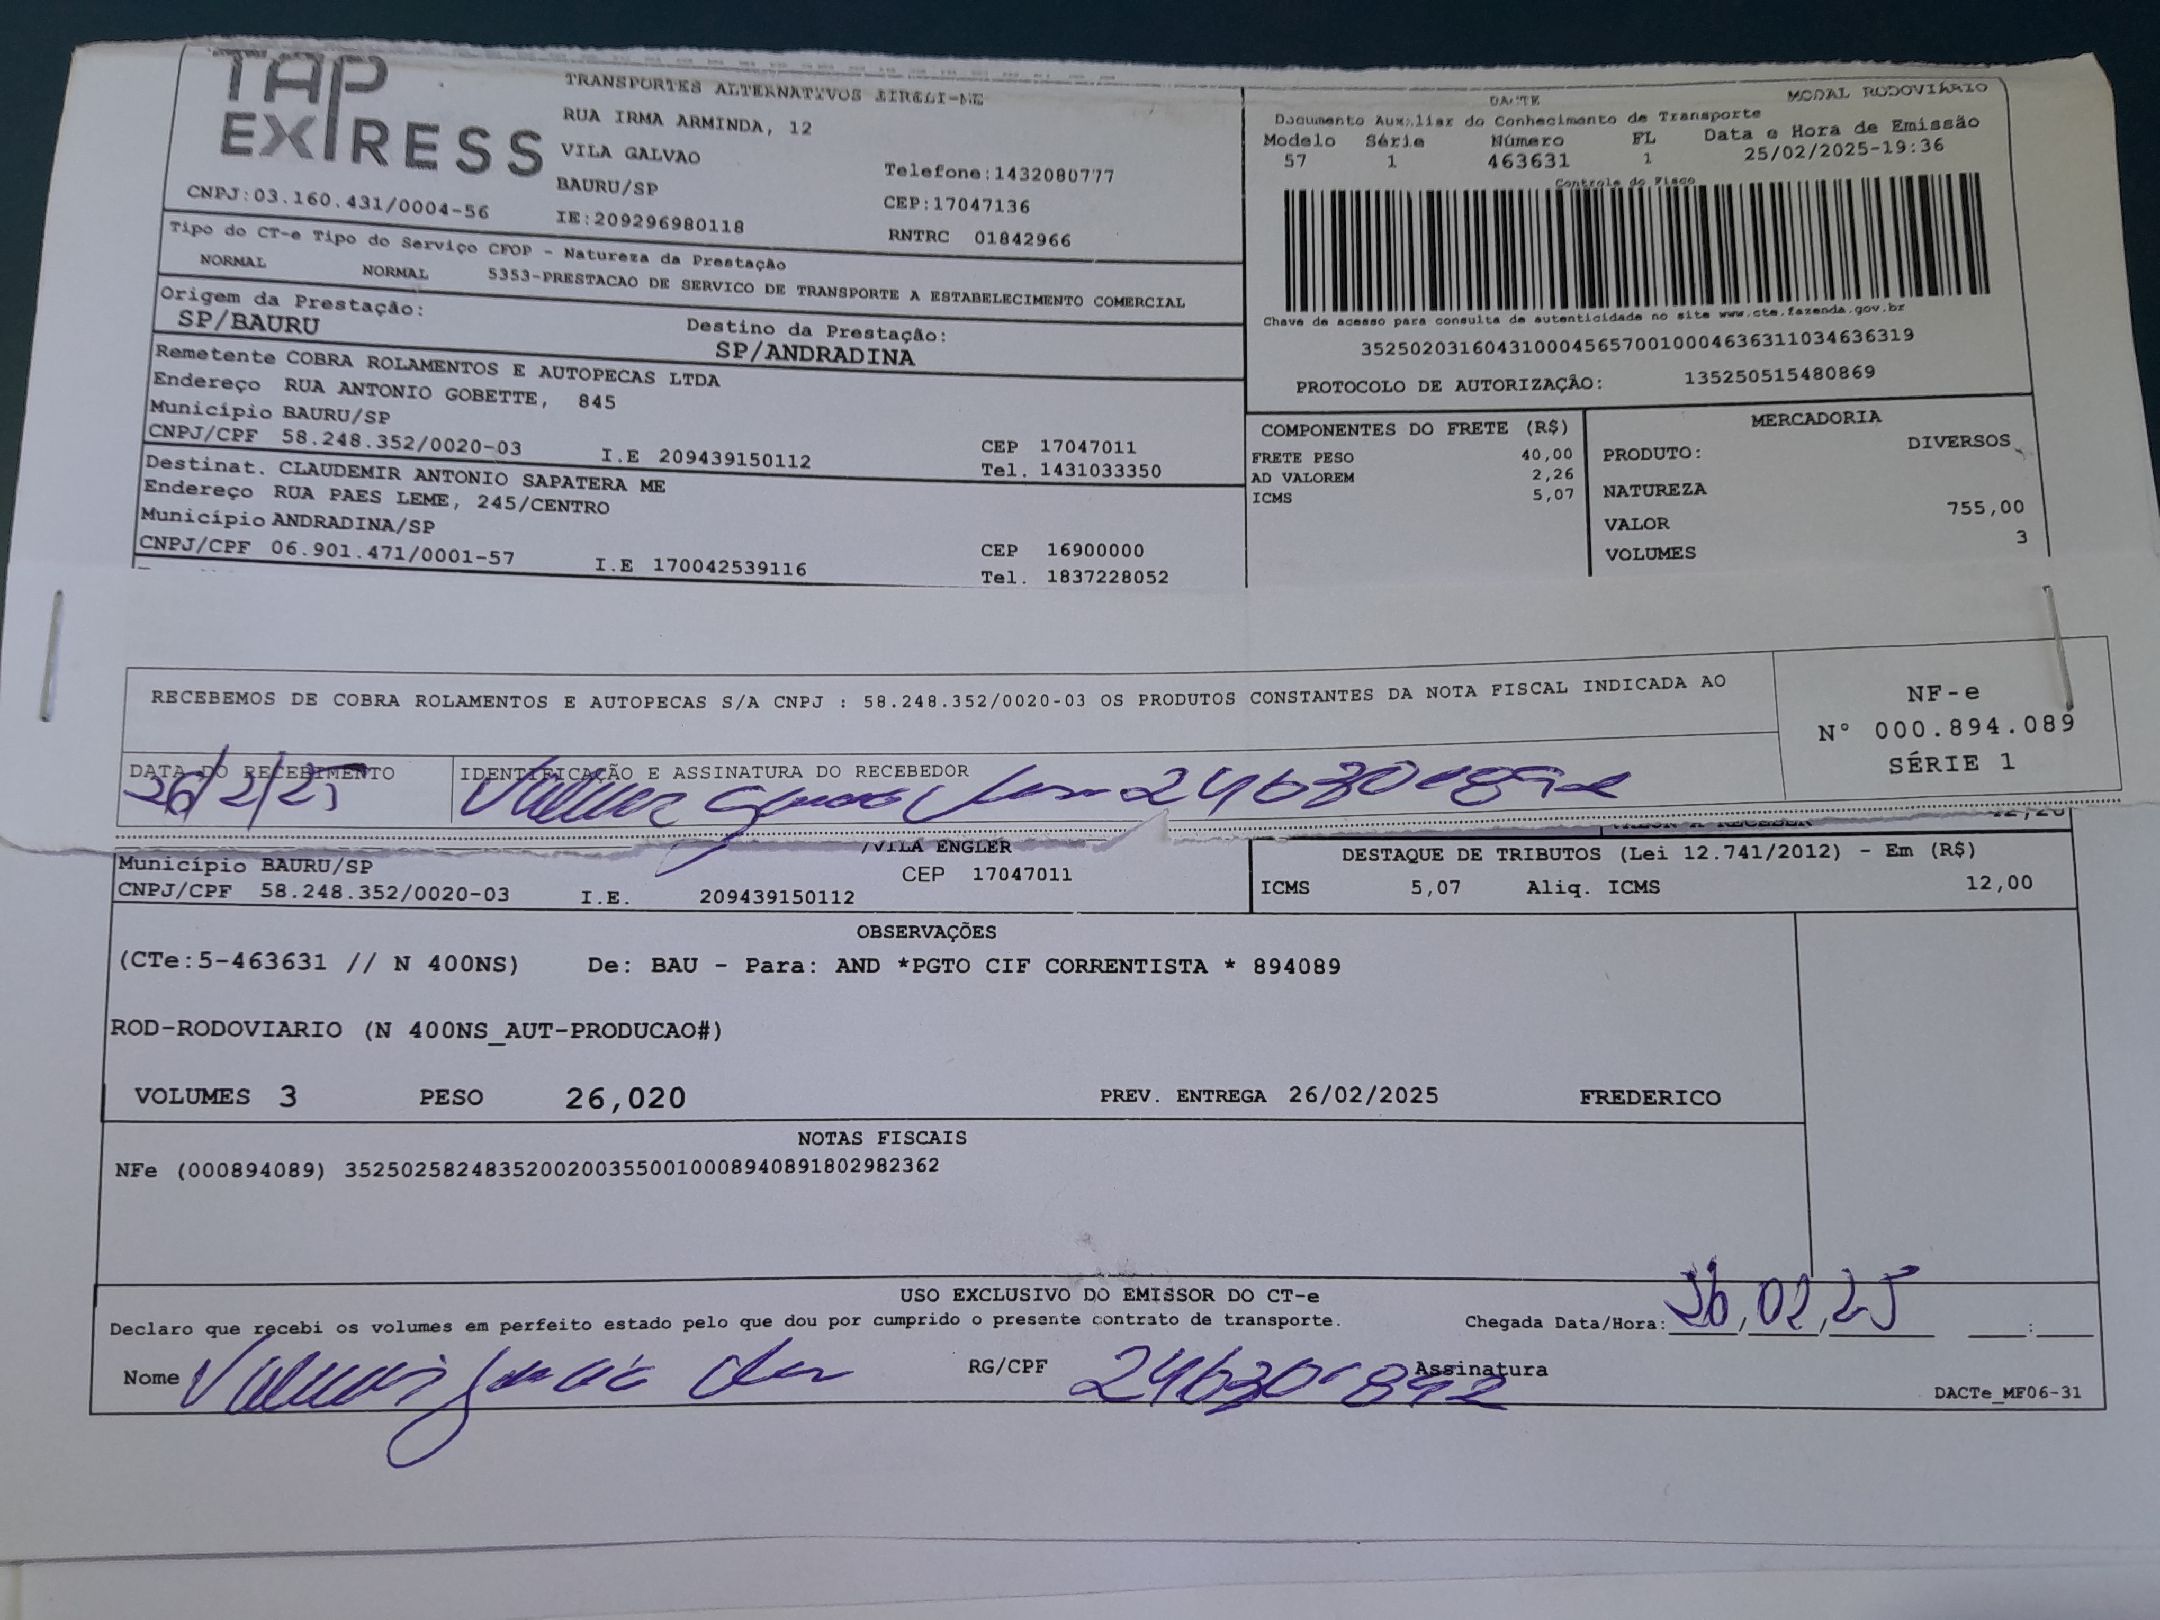 TAP EXPRESS
TRANSPORTES ALTERNATIVOS EIRELI-ME
RUA IRMA ARMINDA, 12
VILA GALVAO
BAURU/SP
Telefone:1432080777
CEP:17047136
CNPJ:03.160.431/0004-56
IE:209296980118
RNTRC 01842966
DACTE
MODAL RODOVIÁRIO
Documento Auxiliar do Conhecimento de Transporte
Modelo Série Número FL Data e Hora de Emissão
57 1 463631 1 25/02/2025-19:36
Controle do Fisco
Chave de acesso para consulta de autenticidade no site www.cte.fazenda.gov.br
35250203160431000456570010004636311034636319
PROTOCOLO DE AUTORIZAÇÃO: 135250515480869
Tipo do CT-e Tipo do Serviço CFOP - Natureza da Prestação
NORMAL NORMAL 5353-PRESTACAO DE SERVICO DE TRANSPORTE A ESTABELECIMENTO COMERCIAL
Origem da Prestação:
SP/BAURU
Destino da Prestação:
SP/ANDRADINA
Remetente COBRA ROLAMENTOS E AUTOPECAS LTDA
Endereço RUA ANTONIO GOBETTE, 845
Município BAURU/SP
CEP 17047011
CNPJ/CPF 58.248.352/0020-03 I.E 209439150112 Tel. 1431033350
Destinat. CLAUDEMIR ANTONIO SAPATERA ME
Endereço RUA PAES LEME, 245/CENTRO
Município ANDRADINA/SP
CEP 16900000
CNPJ/CPF 06.901.471/0001-57 I.E 170042539116 Tel. 1837228052
COMPONENTES DO FRETE (R$)
FRETE PESO 40,00
AD VALOREM 2,26
ICMS 5,07
MERCADORIA
PRODUTO: DIVERSOS
NATUREZA
VALOR 755,00
VOLUMES 3
RECEBEMOS DE COBRA ROLAMENTOS E AUTOPECAS S/A CNPJ : 58.248.352/0020-03 OS PRODUTOS CONSTANTES DA NOTA FISCAL INDICADA AO
NF-e
Nº 000.894.089
SÉRIE 1
DATA DO RECEBIMENTO
26/2/25
IDENTIFICAÇÃO E ASSINATURA DO RECEBEDOR
/VILA ENGLER
Município BAURU/SP
CEP 17047011
CNPJ/CPF 58.248.352/0020-03 I.E. 209439150112
DESTAQUE DE TRIBUTOS (Lei 12.741/2012) - Em (R$)
ICMS 5,07 Aliq. ICMS 12,00
OBSERVAÇÕES
(CTe:5-463631 // N 400NS) De: BAU - Para: AND *PGTO CIF CORRENTISTA * 894089
ROD-RODOVIARIO (N 400NS_AUT-PRODUCAO#)
VOLUMES 3 PESO 26,020 PREV. ENTREGA 26/02/2025 FREDERICO
NOTAS FISCAIS
NFe (000894089) 35250258248352002003550010008940891802982362
USO EXCLUSIVO DO EMISSOR DO CT-e
Declaro que recebi os volumes em perfeito estado pelo que dou por cumprido o presente contrato de transporte.
Chegada Data/Hora: 26,02,25 :
Nome RG/CPF 24630-892 Assinatura
DACTe_MF06-31